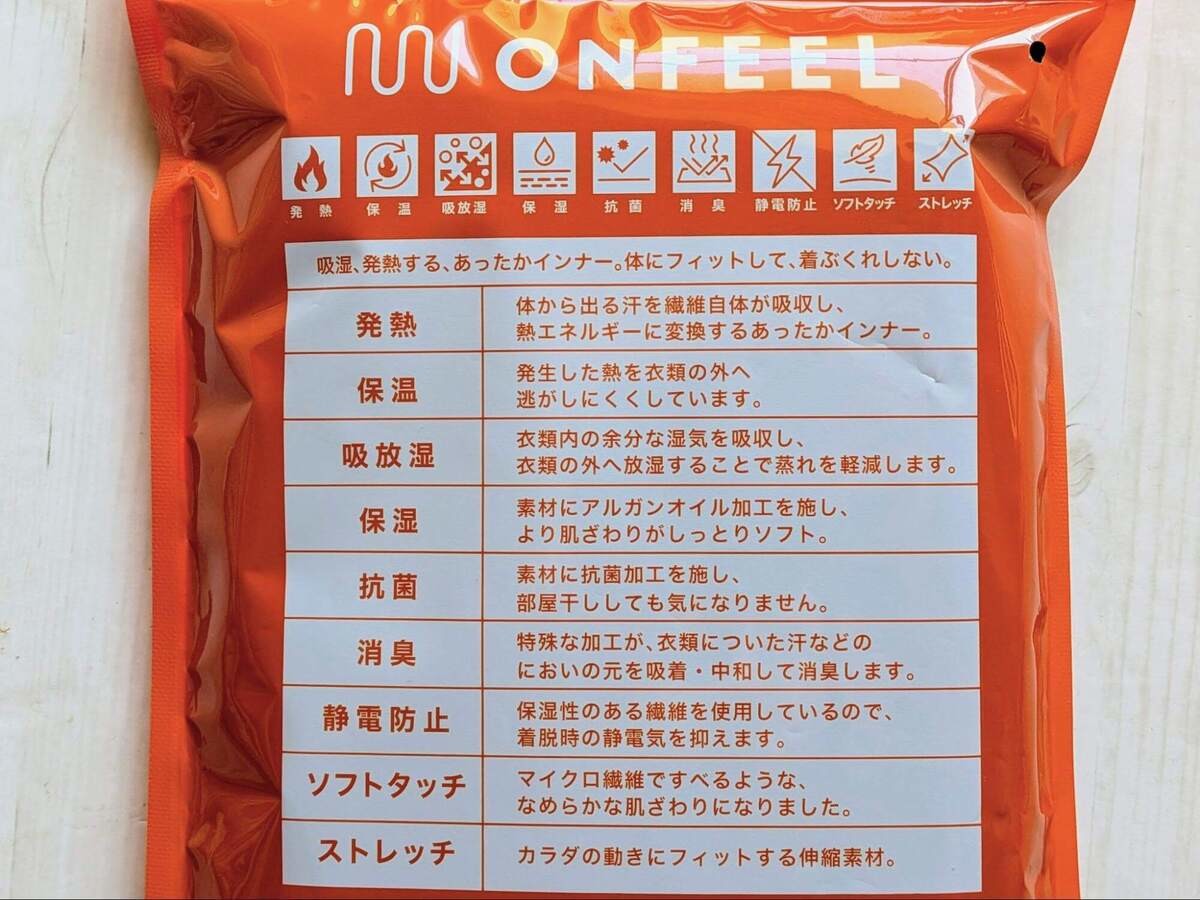 ONFEEL
発熱 保温 吸放湿 保湿 抗菌 消臭 静電防止 ソフトタッチ ストレッチ
吸湿、発熱する、あったかインナー。体にフィットして、着ぶくれしない。
発熱
体から出る汗を繊維自体が吸収し、
熱エネルギーに変換するあったかインナー。
保温
発生した熱を衣類の外へ
逃がしにくくしています。
吸放湿
衣類内の余分な湿気を吸収し、
衣類の外へ放湿することで蒸れを軽減します。
保湿
素材にアルガンオイル加工を施し、
より肌ざわりがしっとりソフト。
抗菌
素材に抗菌加工を施し、
部屋干ししても気になりません。
消臭
特殊な加工が、衣類についた汗などの
においの元を吸着・中和して消臭します。
静電防止
保湿性のある繊維を使用しているので、
着脱時の静電気を抑えます。
ソフトタッチ
マイクロ繊維ですべるような、
なめらかな肌ざわりになりました。
ストレッチ
カラダの動きにフィットする伸縮素材。